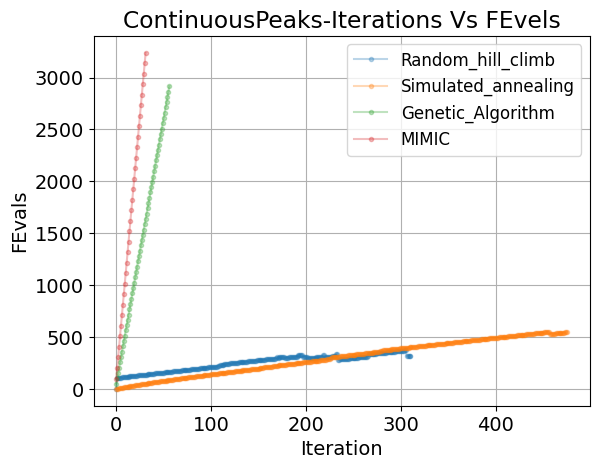 ContinuousPeaks-Iterations Vs FEvels
Random_hill_climb
Simulated_annealing
Genetic_Algorithm
MIMIC
3000
2500
2000
1500
1000
500
0
FEvals
0 100 200 300 400
Iteration